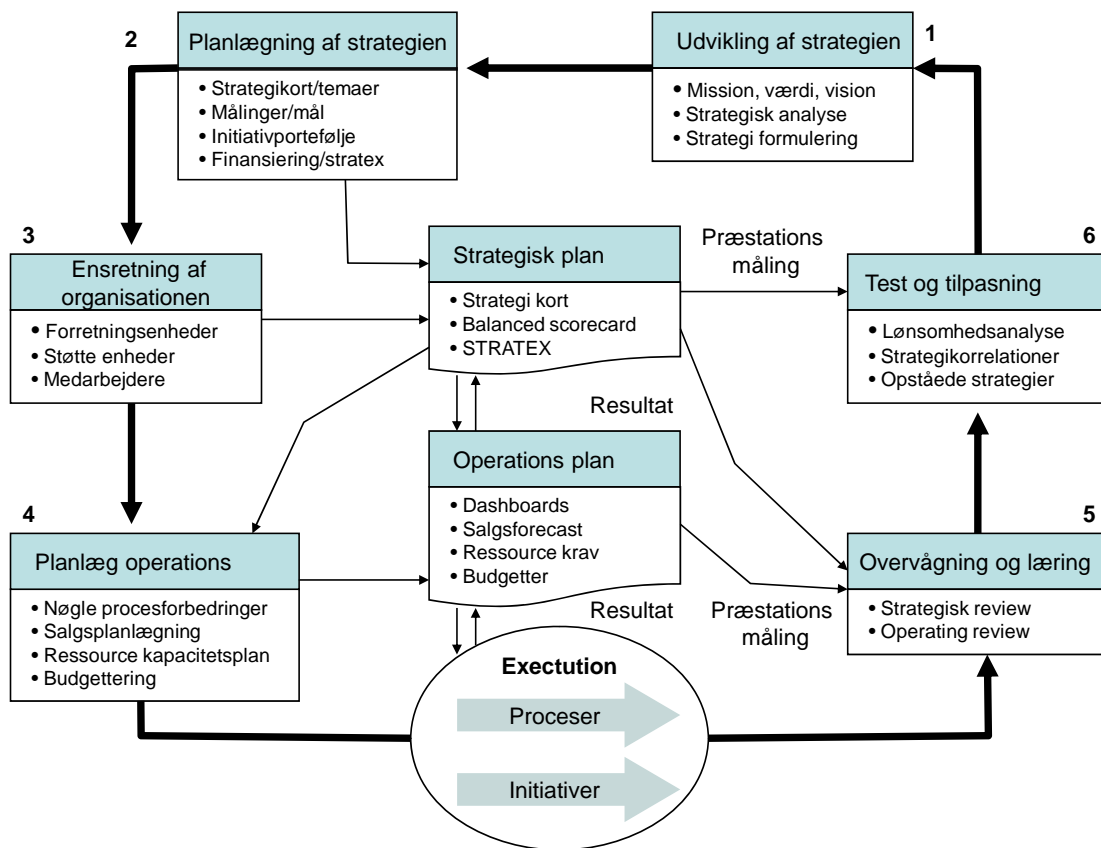 2
Planlægning af strategien
• Strategikort/temaer
• Målinger/mål
• Initiativportefølje
• Finansiering/stratex
1
Udvikling af strategien
• Mission, værdi, vision
• Strategisk analyse
• Strategi formulering
3
Ensretning af
organisationen
• Forretningsenheder
• Støtte enheder
• Medarbejdere
Strategisk plan
• Strategi kort
• Balanced scorecard
• STRATEX
Præstations
måling
6
Test og tilpasning
• Lønsomhedsanalyse
• Strategikorrelationer
• Opståede strategier
Resultat
4
Planlæg operations
• Nøgle procesforbedringer
• Salgsplanlægning
• Ressource kapacitetsplan
• Budgettering
Operations plan
• Dashboards
• Salgsforecast
• Ressource krav
• Budgetter
Resultat
Præstations
måling
5
Overvågning og læring
• Strategisk review
• Operating review
Exectution
Proceser
Initiativer